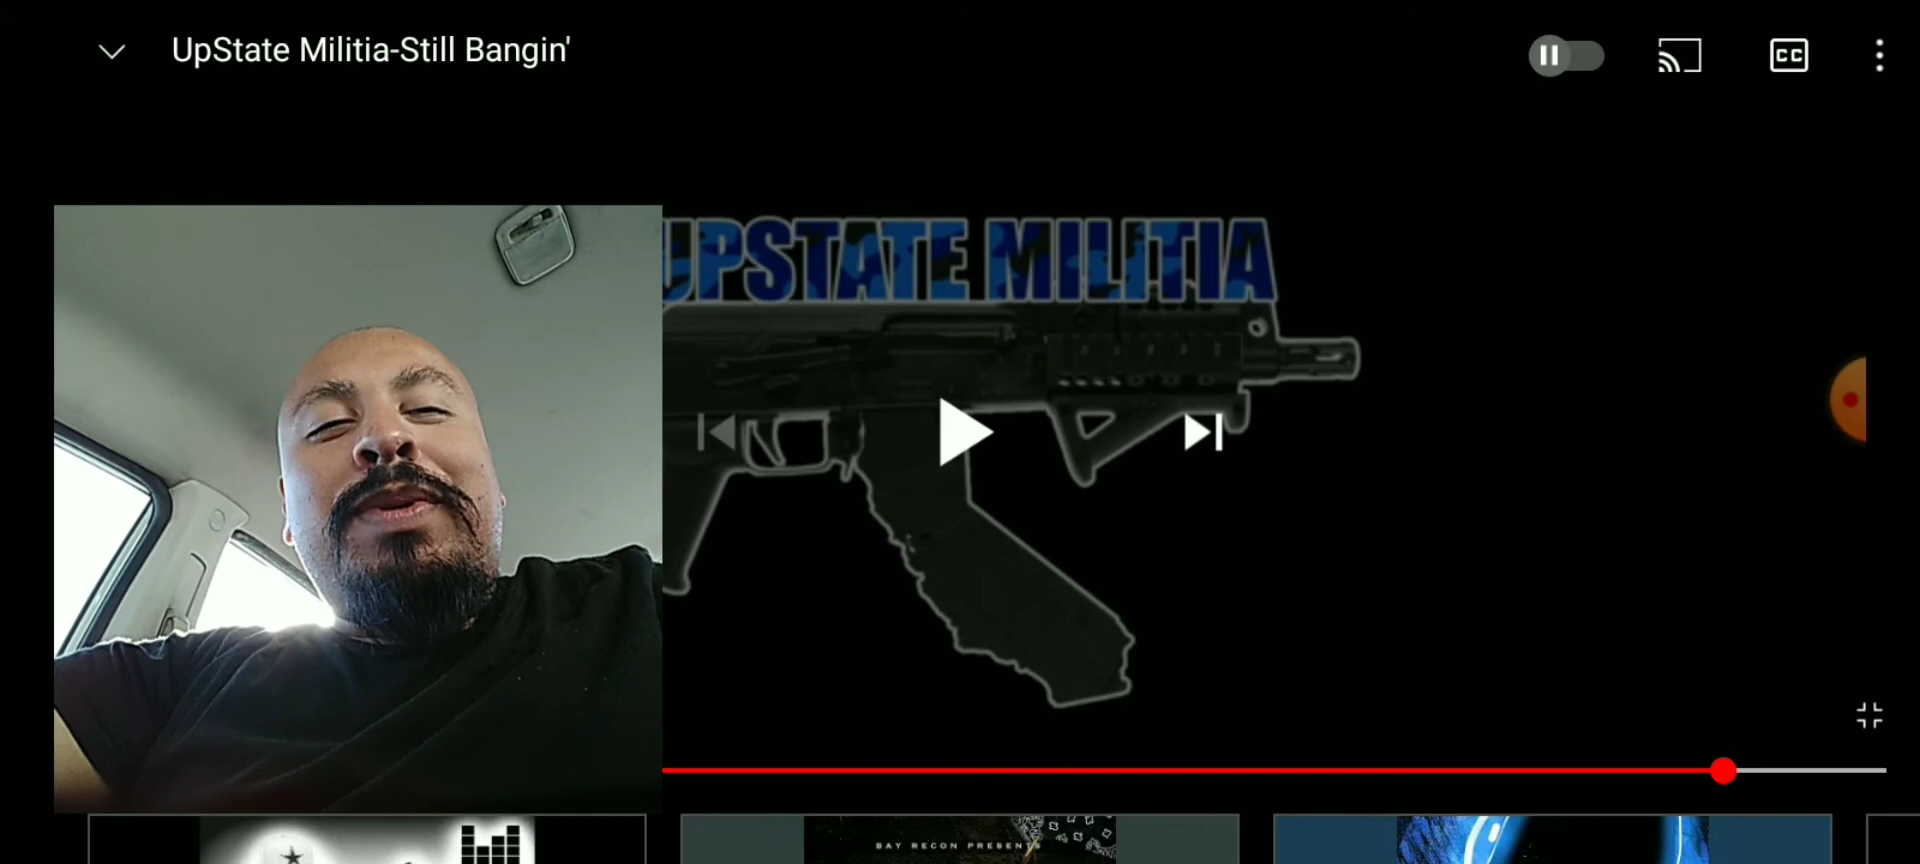 UpState Militia-Still Bangin'
CC
UPSTATE MILITIA
BAY RECON PRESENTS